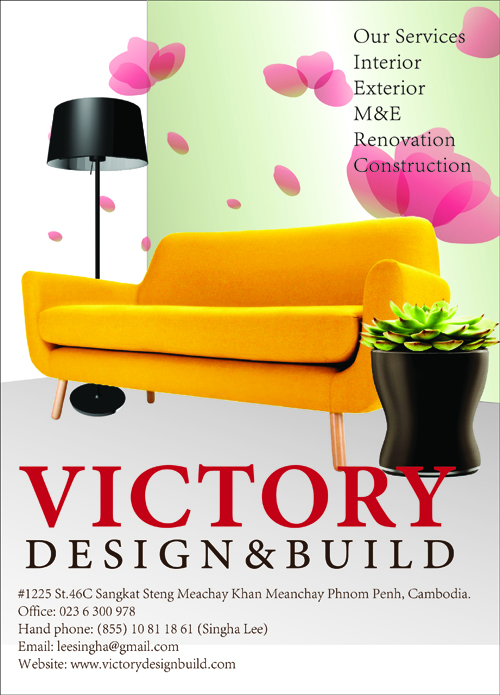 Our Services
Interior
Exterior
M&E
Renovation
Construction
VICTORY
DESIGN&BUILD
#1225 St.46C Sangkat Steng Meachay Khan Meanchay Phnom Penh, Cambodia.
Office: 023 6 300 978
Hand phone: (855) 10 81 18 61 (Singha Lee)
Email: leesingha@gmail.com
Website: www.victorydesignbuild.com